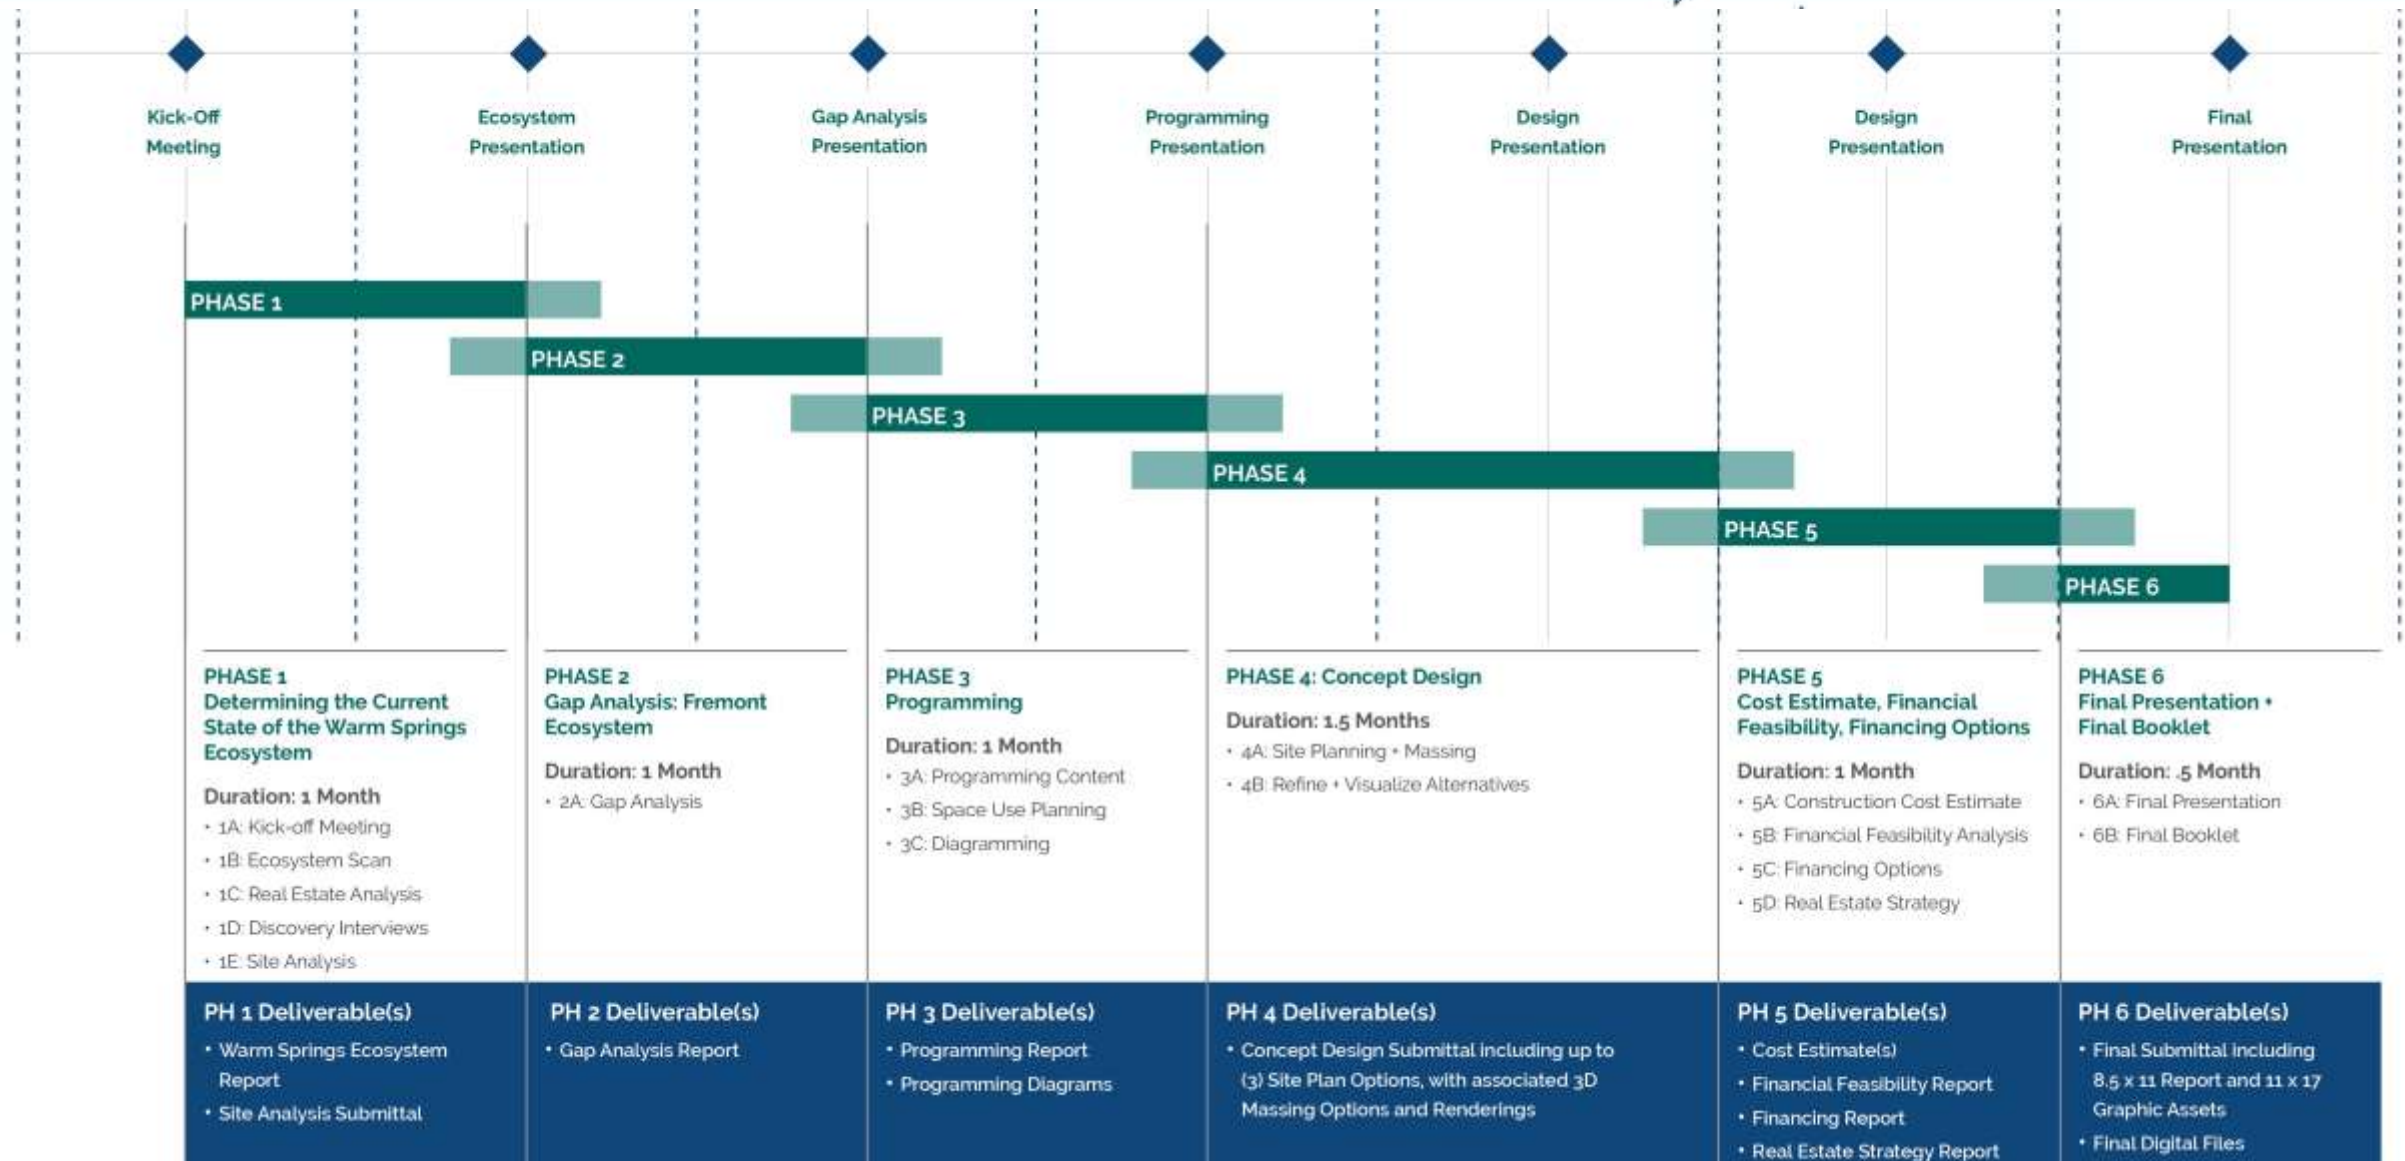 Kick-Off
Meeting
Ecosystem
Presentation
Gap Analysis
Presentation
Programming
Presentation
Design
Presentation
Design
Presentation
Final
Presentation
PHASE 1
PHASE 2
PHASE 3
PHASE 4
PHASE 5
PHASE 6
PHASE 1
Determining the Current
State of the Warm Springs
Ecosystem
Duration: 1 Month
• 1A: Kick-off Meeting
• 1B: Ecosystem Scan
• 1C: Real Estate Analysis
• 1D: Discovery Interviews
• 1E: Site Analysis
PHASE 2
Gap Analysis: Fremont
Ecosystem
Duration: 1 Month
• 2A: Gap Analysis
PHASE 3
Programming
Duration: 1 Month
• 3A: Programming Content
• 3B: Space Use Planning
• 3C: Diagramming
PHASE 4: Concept Design
Duration: 1.5 Months
• 4A: Site Planning + Massing
• 4B: Refine + Visualize Alternatives
PHASE 5
Cost Estimate, Financial
Feasibility, Financing Options
Duration: 1 Month
• 5A: Construction Cost Estimate
• 5B: Financial Feasibility Analysis
• 5C: Financing Options
• 5D: Real Estate Strategy
PHASE 6
Final Presentation +
Final Booklet
Duration: .5 Month
• 6A: Final Presentation
• 6B: Final Booklet
PH 1 Deliverable(s)
• Warm Springs Ecosystem
Report
• Site Analysis Submittal
PH 2 Deliverable(s)
• Gap Analysis Report
PH 3 Deliverable(s)
• Programming Report
• Programming Diagrams
PH 4 Deliverable(s)
• Concept Design Submittal including up to
(3) Site Plan Options, with associated 3D
Massing Options and Renderings
PH 5 Deliverable(s)
• Cost Estimate(s)
• Financial Feasibility Report
• Financing Report
• Real Estate Strategy Report
PH 6 Deliverable(s)
• Final Submittal including
8.5 x 11 Report and 11 x 17
Graphic Assets
• Final Digital Files